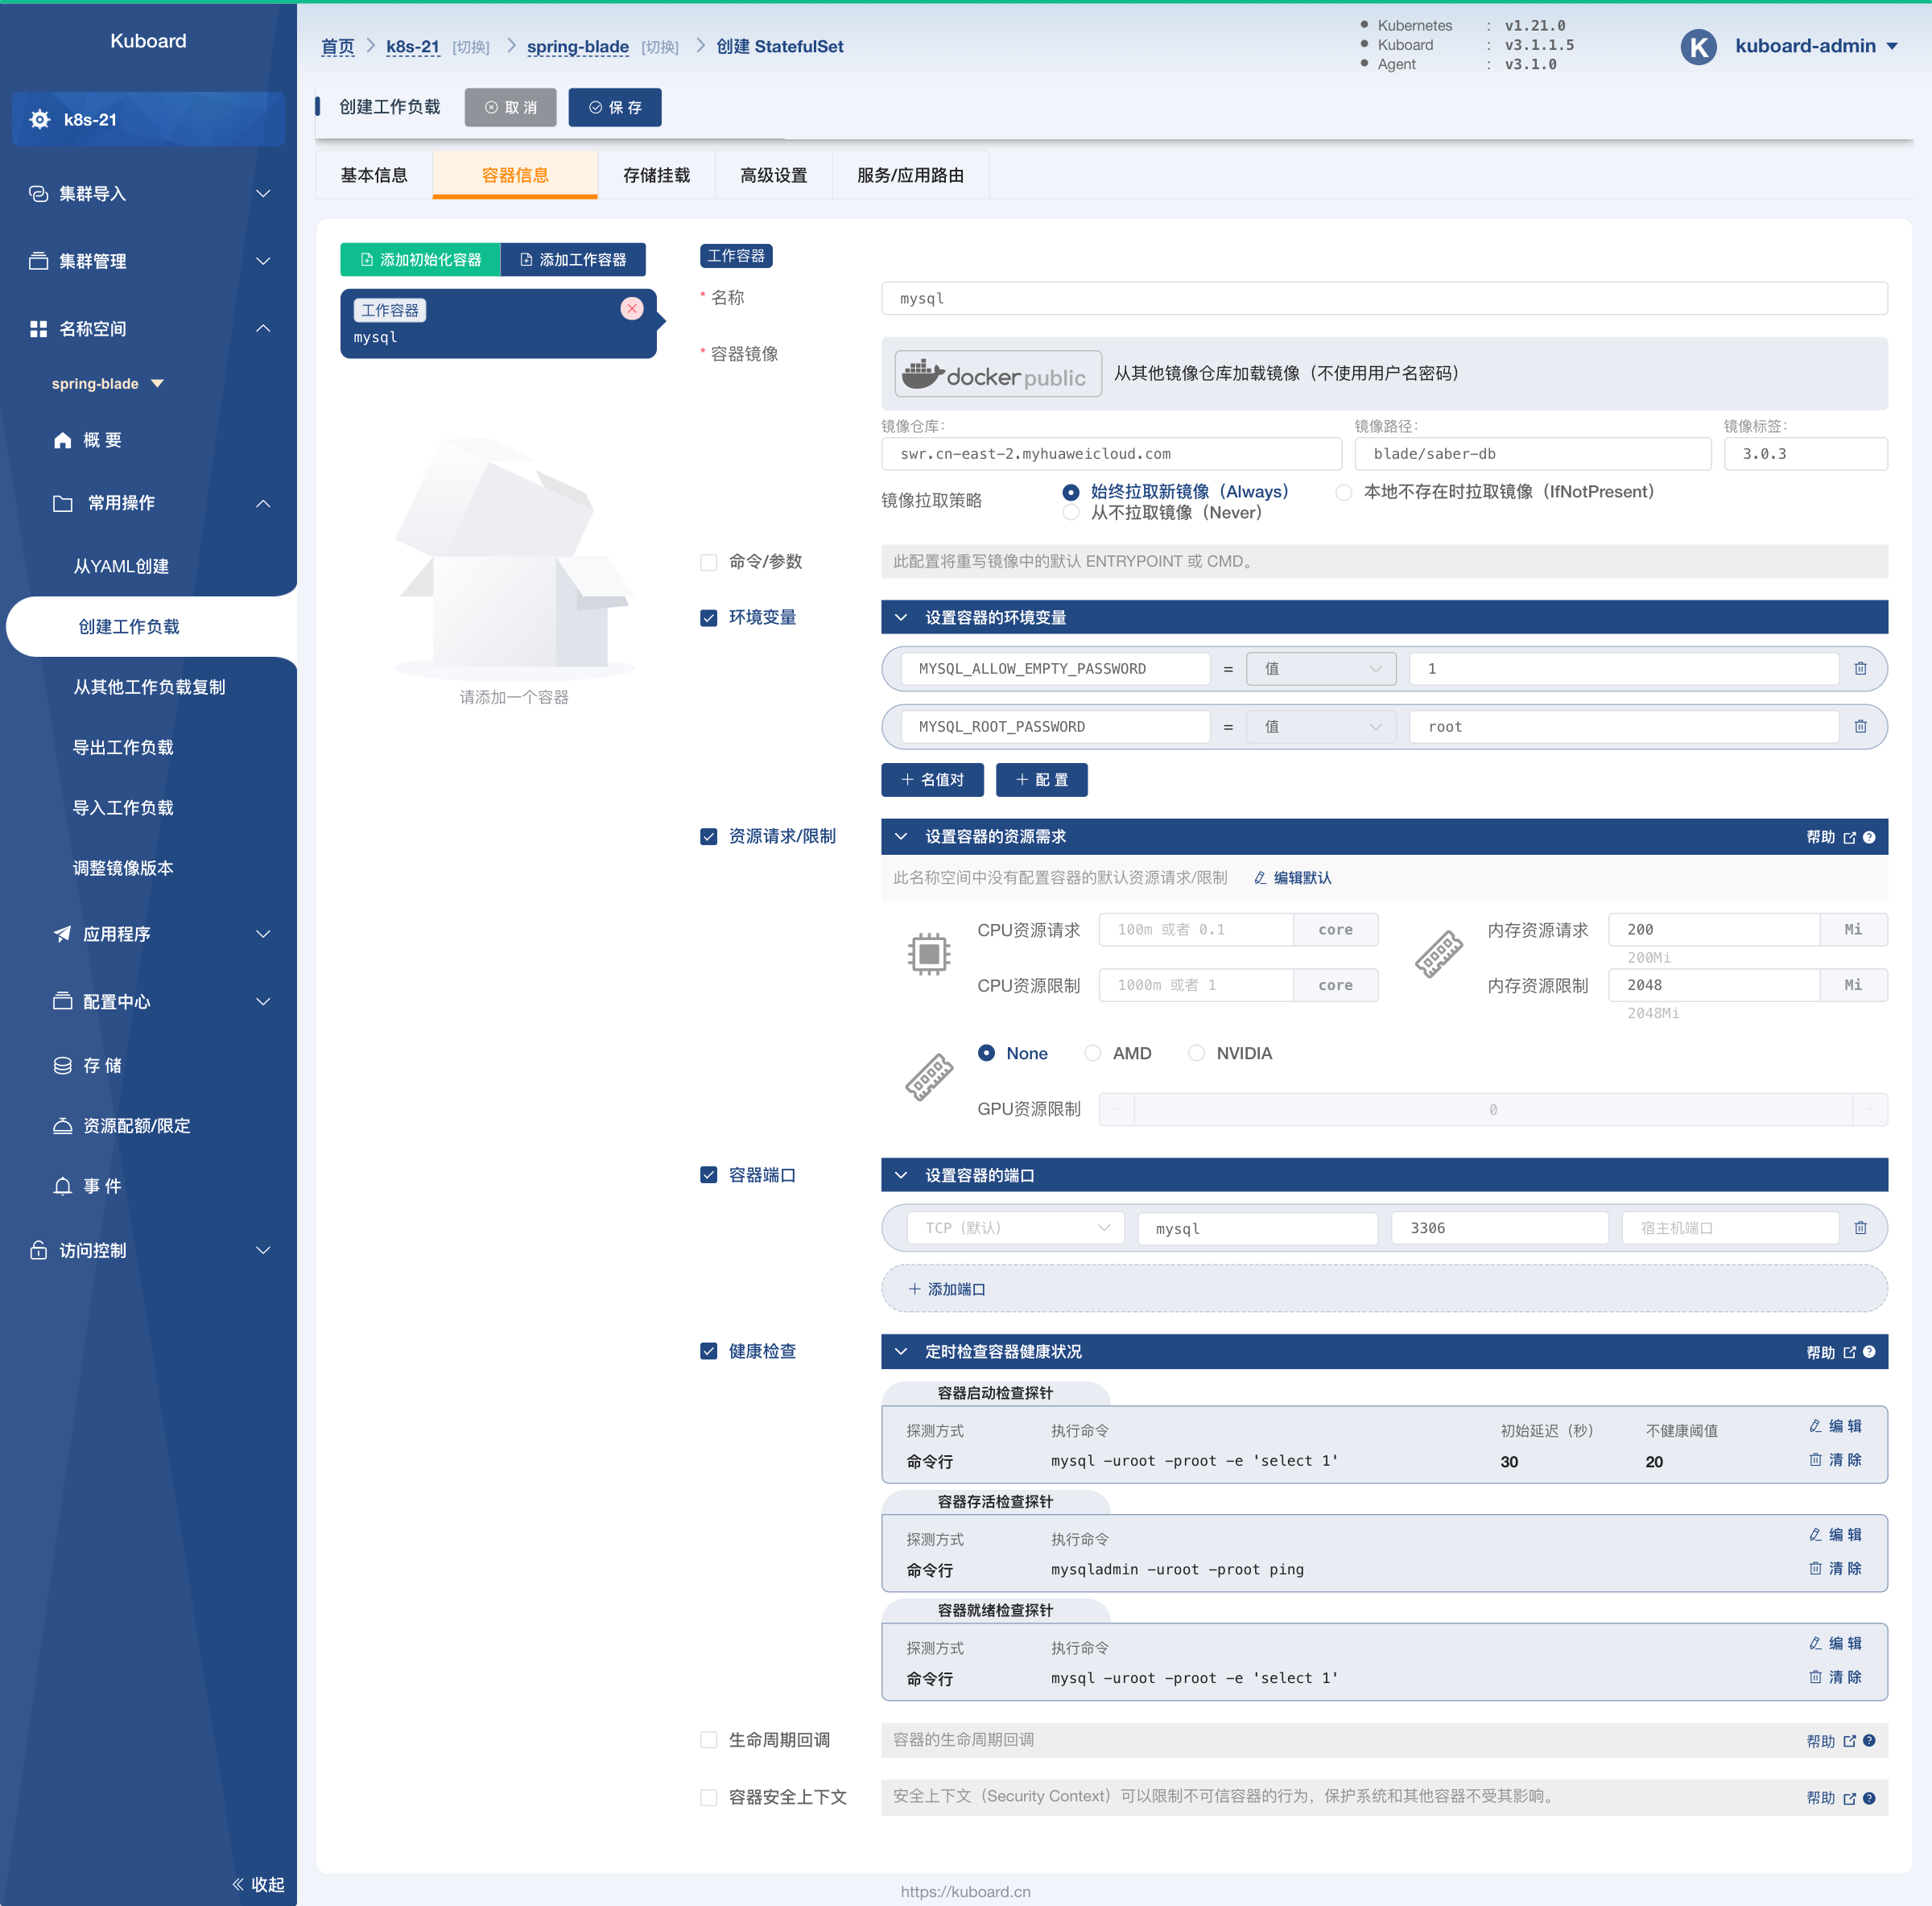 Kuboard
k8s-21
集群导入
集群管理
名称空间
spring-blade
概 要
常用操作
从YAML创建
创建工作负载
从其他工作负载复制
导出工作负载
导入工作负载
调整镜像版本
应用程序
配置中心
存 储
资源配额/限定
事 件
访问控制
收起
首页 > k8s-21 [切换] > spring-blade [切换] > 创建 StatefulSet
Kubernetes : v1.21.0
Kuboard : v3.1.1.5
Agent : v3.1.0
K kuboard-admin
创建工作负载 取 消 保 存
基本信息 容器信息 存储挂载 高级设置 服务/应用路由
添加初始化容器 添加工作容器
工作容器
mysql
请添加一个容器
工作容器
* 名称 mysql
* 容器镜像 docker public 从其他镜像仓库加载镜像（不使用用户名密码）
镜像仓库: 镜像路径: 镜像标签:
swr.cn-east-2.myhuaweicloud.com blade/saber-db 3.0.3
镜像拉取策略 始终拉取新镜像（Always） 本地不存在时拉取镜像（IfNotPresent）
从不拉取镜像（Never）
命令/参数 此配置将重写镜像中的默认 ENTRYPOINT 或 CMD。
环境变量 设置容器的环境变量
MYSQL_ALLOW_EMPTY_PASSWORD = 值 1
MYSQL_ROOT_PASSWORD = 值 root
+ 名值对 + 配 置
资源请求/限制 设置容器的资源需求 帮助
此名称空间中没有配置容器的默认资源请求/限制 编辑默认
CPU资源请求 100m 或者 0.1 core 内存资源请求 200 Mi
200Mi
CPU资源限制 1000m 或者 1 core 内存资源限制 2048 Mi
2048Mi
None AMD NVIDIA
GPU资源限制 − 0 +
容器端口 设置容器的端口
TCP（默认） mysql 3306 宿主机端口
+ 添加端口
健康检查 定时检查容器健康状况 帮助
容器启动检查探针
探测方式 执行命令 初始延迟（秒） 不健康阈值 编 辑
命令行 mysql -uroot -proot -e 'select 1' 30 20 清 除
容器存活检查探针
探测方式 执行命令 编 辑
命令行 mysqladmin -uroot -proot ping 清 除
容器就绪检查探针
探测方式 执行命令 编 辑
命令行 mysql -uroot -proot -e 'select 1' 清 除
生命周期回调 容器的生命周期回调 帮助
容器安全上下文 安全上下文（Security Context）可以限制不可信容器的行为，保护系统和其他容器不受其影响。 帮助
https://kuboard.cn